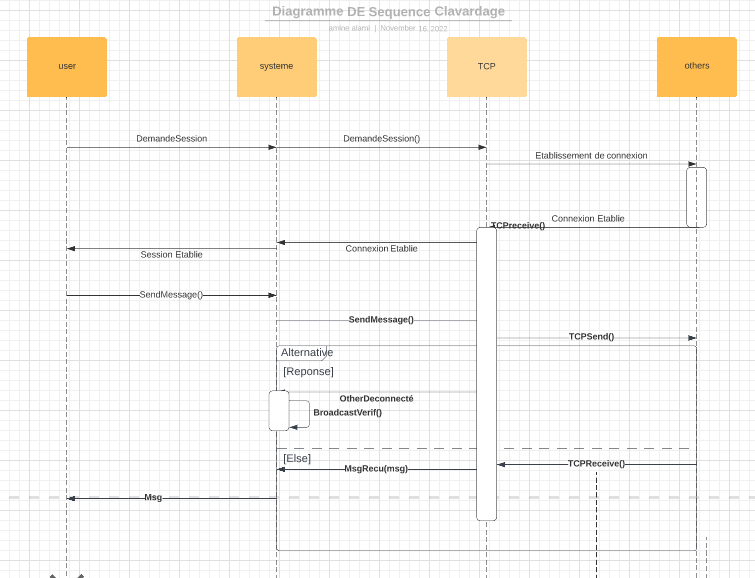 Diagramme DE Sequence Clavardage
amine alami | November 16, 2022
user
systeme
TCP
others
DemandeSession
DemandeSession()
Etablissement de connexion
Connexion Etablie
TCPreceive()
Connexion Etablie
Session Etablie
SendMessage()
SendMessage()
TCPSend()
Alternative
[Reponse]
OtherDeconnecté
BroadcastVerif()
[Else]
TCPReceive()
MsgRecu(msg)
Msg